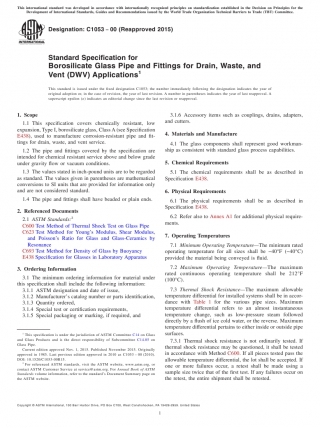 This international standard was developed in accordance with internationally recognized principles on standardization established in the Decision on Principles for the
Development of International Standards, Guides and Recommendations issued by the World Trade Organization Technical Barriers to Trade (TBT) Committee.
Designation: C1053 − 00 (Reapproved 2015)
INTERNATIONAL
Standard Specification for
Borosilicate Glass Pipe and Fittings for Drain, Waste, and
Vent (DWV) Applications1
This standard is issued under the fixed designation C1053; the number immediately following the designation indicates the year of
original adoption or, in the case of revision, the year of last revision. A number in parentheses indicates the year of last reapproval. A
superscript epsilon (ε) indicates an editorial change since the last revision or reapproval.
1. Scope
1.1 This specification covers chemically resistant, low
expansion, Type I, borosilicate glass, Class A (see Specification
E438), used to manufacture corrosion-resistant pipe and fit-
tings for drain, waste, and vent service.
1.2 The pipe and fittings covered by the specification are
intended for chemical resistant service above and below grade
under gravity flow or vacuum conditions.
1.3 The values stated in inch-pound units are to be regarded
as standard. The values given in parentheses are mathematical
conversions to SI units that are provided for information only
and are not considered standard.
1.4 The pipe and fittings shall have beaded or plain ends.
2. Referenced Documents
2.1 ASTM Standards:2
C600 Test Method of Thermal Shock Test on Glass Pipe
C623 Test Method for Young's Modulus, Shear Modulus,
and Poisson's Ratio for Glass and Glass-Ceramics by
Resonance
C693 Test Method for Density of Glass by Buoyancy
E438 Specification for Glasses in Laboratory Apparatus
3. Ordering Information
3.1 The minimum ordering information for material under
this specification shall include the following information:
3.1.1 ASTM designation and date of issue,
3.1.2 Manufacturer's catalog number or parts identification,
3.1.3 Quantity ordered,
3.1.4 Special test or certification requirements,
3.1.5 Special packaging or marking, if required, and
1 This specification is under the jurisdiction of ASTM Committee C14 on Glass
and Glass Products and is the direct responsibility of Subcommittee C14.05 on
Glass Pipe.
Current edition approved Nov. 1, 2015. Published November 2015. Originally
approved in 1990. Last previous edition approved in
2 For referenced ASTM standards, visit the ASTM website, www.astm.org, or
contact ASTM Customer Service at service@astm.org. For Annual Book of ASTM
Standards volume information, refer to the standard's Document Summary page on
the ASTM website.
3.1.6 Accessory items such as couplings, drains, adapters,
and cutters.
4. Materials and Manufacture
4.1 The glass components shall represent good workman-
ship as consistent with standard glass process capabilities.
5. Chemical Requirements
5.1 The chemical requirements shall be as described in
Specification E438.
6. Physical Requirements
6.1 The physical requirements shall be as described in
Specification E438.
6.2 Refer also to Annex A1 for additional physical require-
ments.
7. Operating Temperatures
7.1 Minimum Operating Temperature—The minimum rated
operating temperature for all sizes shall be −40°F (−40°C)
provided the material being conveyed is fluid.
7.2 Maximum Operating Temperature—The maximum
rated continuous operating temperature shall be 212°F
(100°C).
7.3 Thermal Shock Resistance—The maximum allowable
temperature differential for installed systems shall be in accor-
dance with Table 1 for the various pipe sizes. Maximum
temperature differential refers to an almost instantaneous
temperature change, such as low-pressure steam followed
directly by a flush of ice cold water, or the reverse. Maximum
temperature differential pertains to either inside or outside pipe
surfaces.
7.3.1 Thermal shock resistance is not ordinarily tested. If
thermal shock resistance may be questioned, it shall be tested
in accordance with Method C600. If all pieces tested pass the
allowable temperature differential, the lot shall be accepted. If
one or more failures occur, a retest shall be made using a
sample size twice that of the first test. If any failures occur on
the retest, the entire shipment shall be retested.
Copyright © ASTM International, 100 Barr Harbor Drive, PO Box C700, West Conshohocken, PA 19428-2959. United States
1